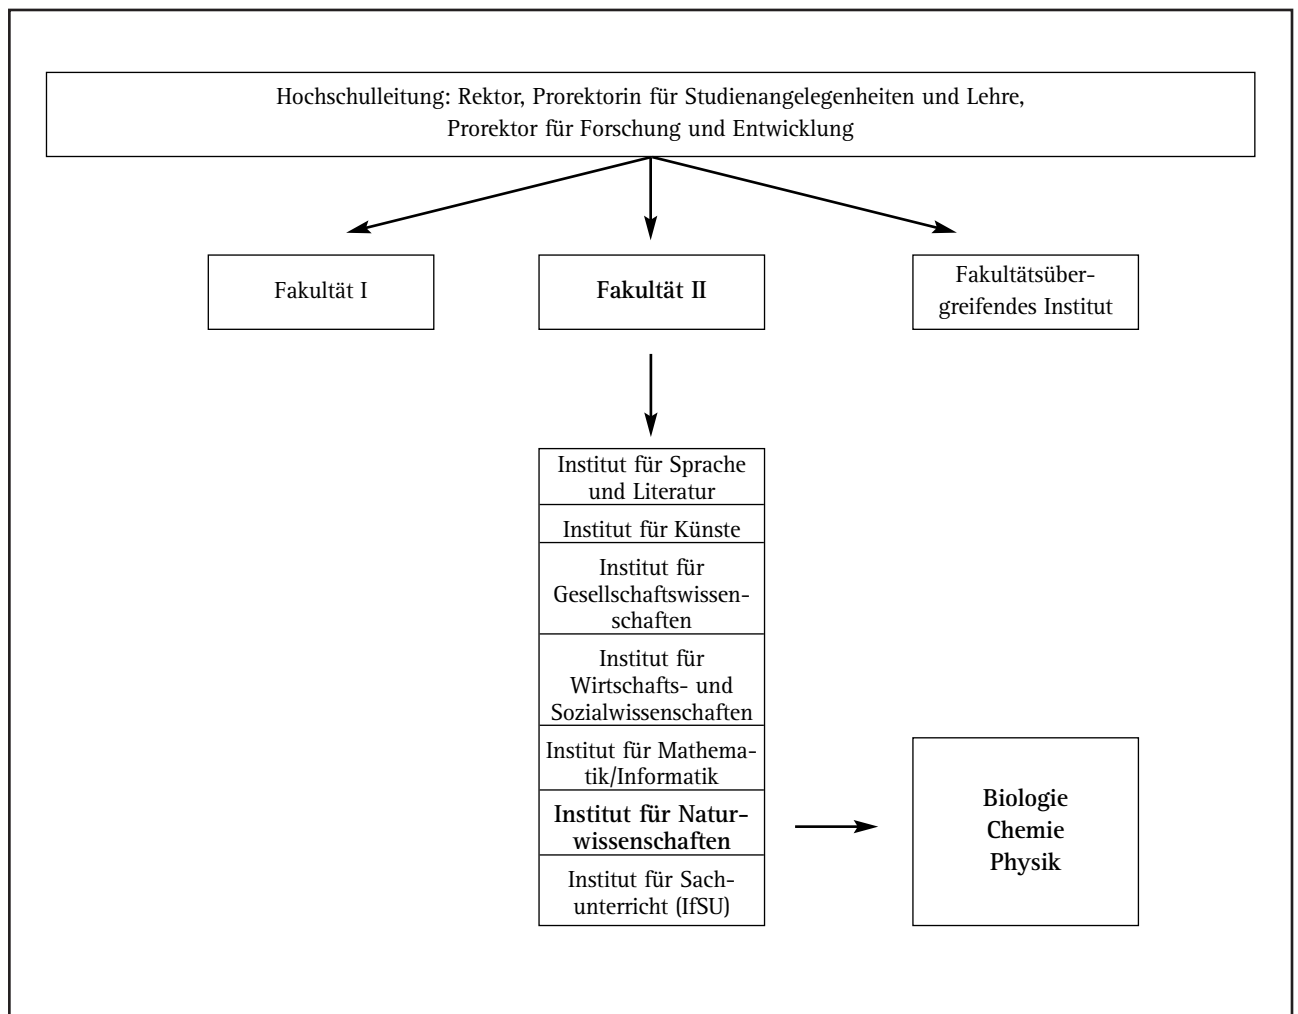 Hochschulleitung: Rektor, Prorektorin für Studienangelegenheiten und Lehre,
Prorektor für Forschung und Entwicklung
Fakultät I
Fakultät II
Fakultätsüber-
greifendes Institut
Institut für Sprache
und Literatur
Institut für Künste
Institut für
Gesellschaftswissen-
schaften
Institut für
Wirtschafts- und
Sozialwissenschaften
Institut für Mathema-
tik/Informatik
Institut für Natur-
wissenschaften
Institut für Sach-
unterricht (IfSU)
Biologie
Chemie
Physik